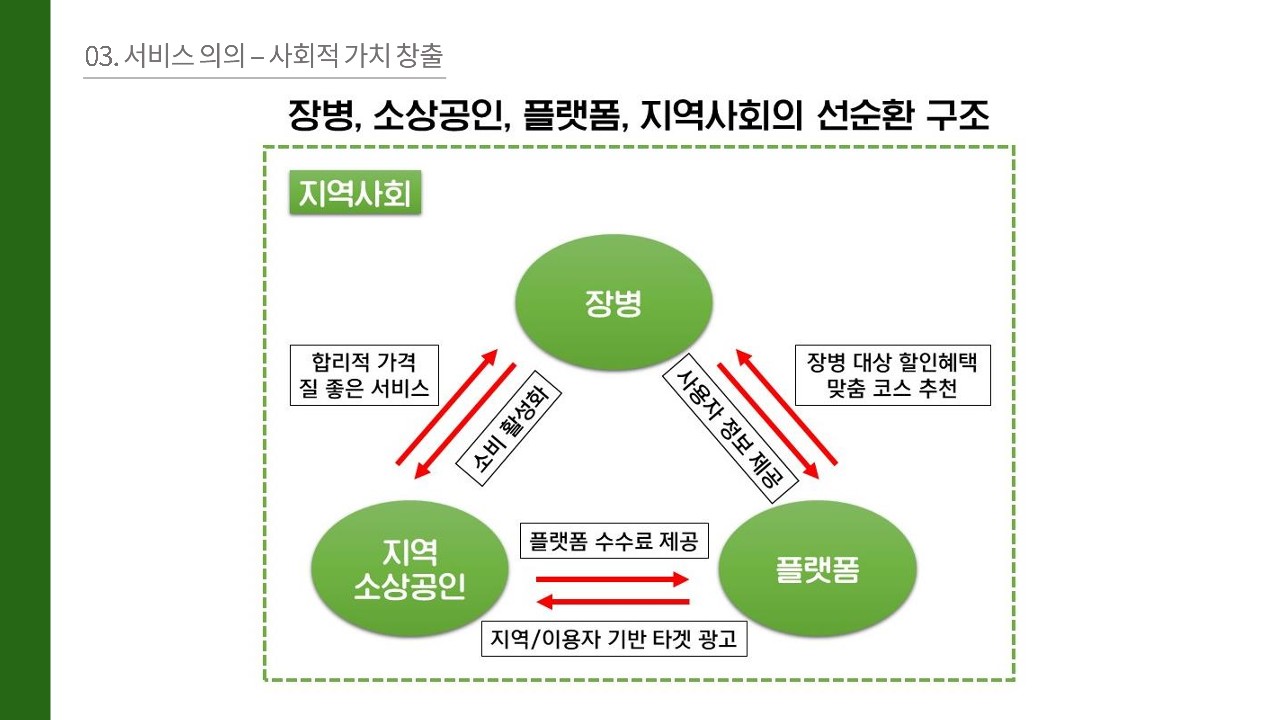 03. 서비스 의의 – 사회적 가치 창출
장병, 소상공인, 플랫폼, 지역사회의 선순환 구조
지역사회
장병
합리적 가격
질 좋은 서비스
소비 활성화
사용자 정보 제공
장병 대상 할인혜택
맞춤 코스 추천
지역
소상공인
플랫폼 수수료 제공
플랫폼
지역/이용자 기반 타겟 광고